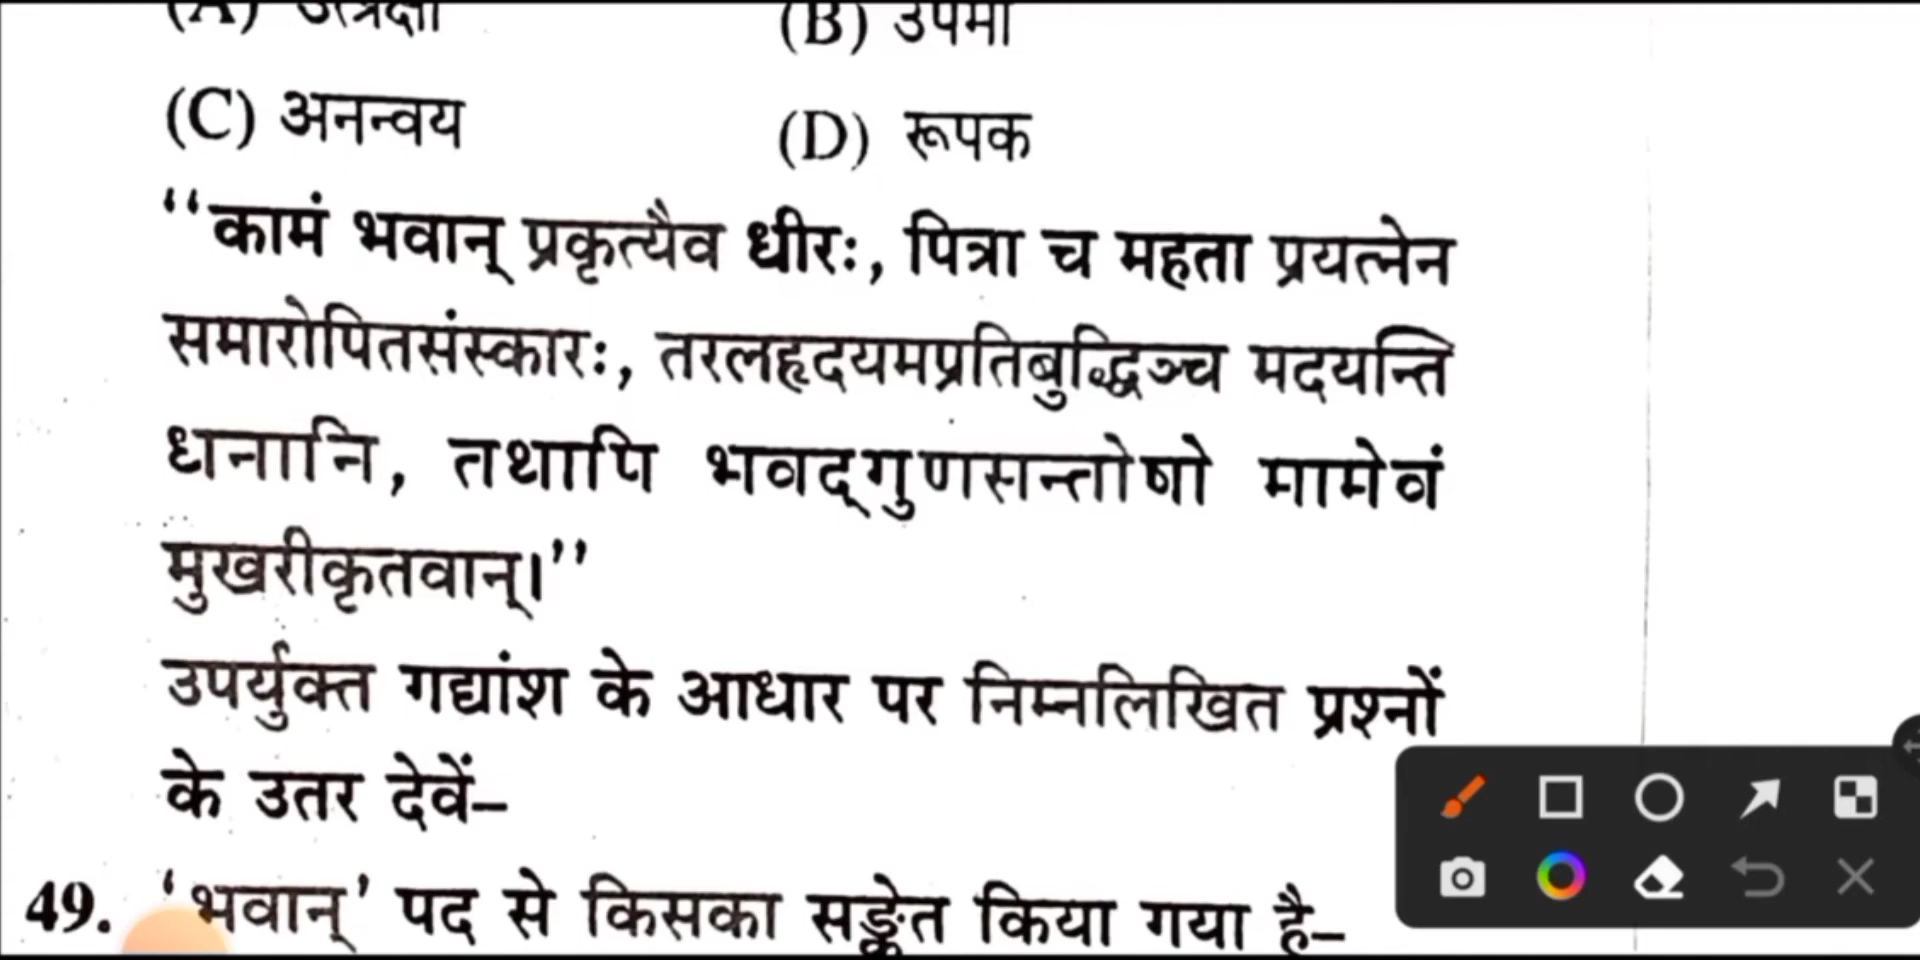 (A) उत्प्रेक्षा (B) उपमा
(C) अनन्वय (D) रूपक
‘‘कामं भवान् प्रकृत्यैव धीरः, पित्रा च महता प्रयत्नेन
समारोपितसंस्कारः, तरलहृदयमप्रतिबुद्धिञ्च मदयन्ति
धनानि, तथापि भवद्गुणसन्तोषो मामेवं
मुखरीकृतवान्।’’
उपर्युक्त गद्यांश के आधार पर निम्नलिखित प्रश्नों
के उतर देवें–
49. ‘भवान्’ पद से किसका सङ्केत किया गया है–